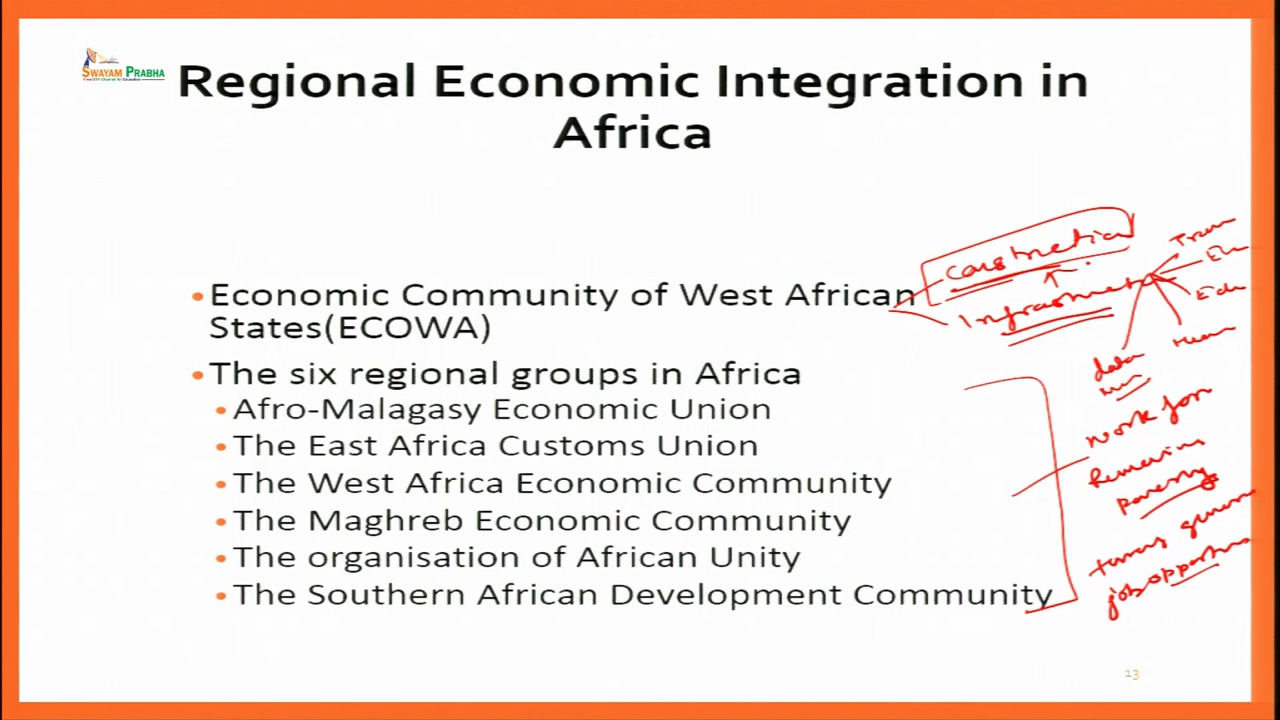 SWAYAM PRABHA
Regional Economic Integration in
Africa
•Economic Community of West African
States(ECOWA)
•The six regional groups in Africa
•Afro-Malagasy Economic Union
•The East Africa Customs Union
•The West Africa Economic Community
•The Maghreb Economic Community
•The organisation of African Unity
•The Southern African Development Community
construction
Infrastructure
data
work for
Removing
Poverty
job
13